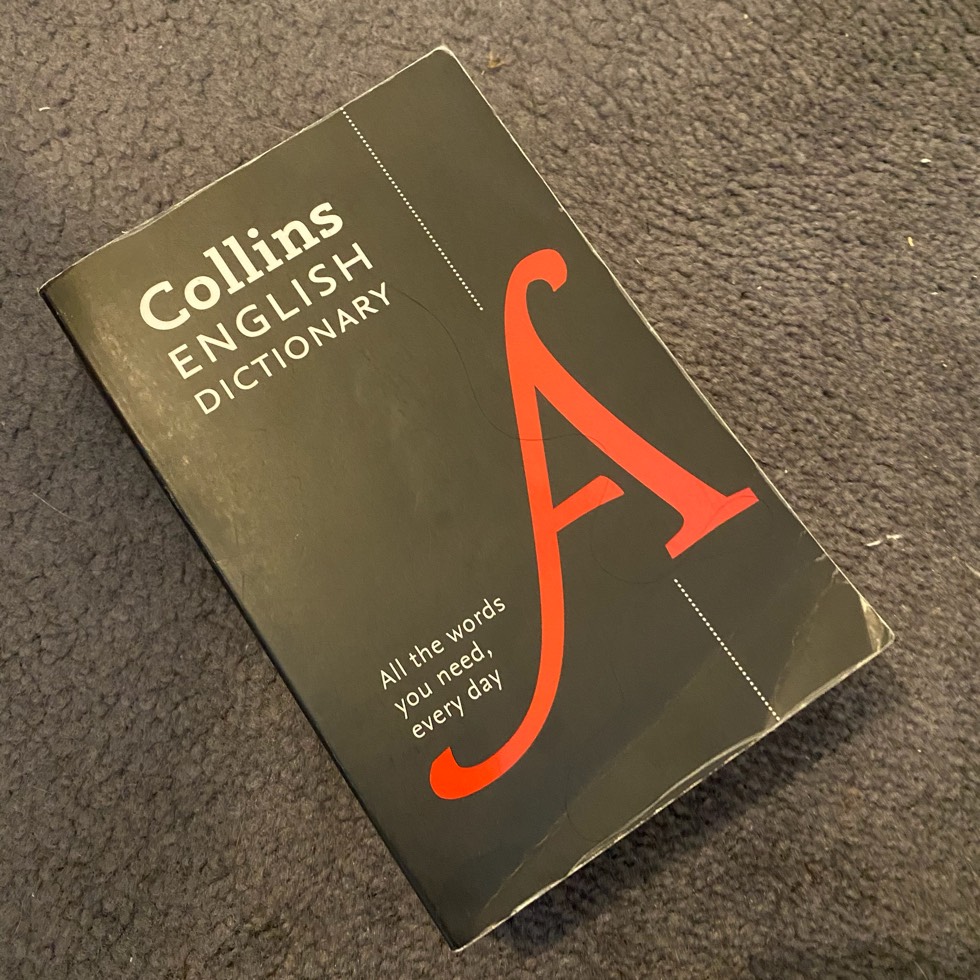 Collins
ENGLISH
DICTIONARY
A
All the words
you need,
every day